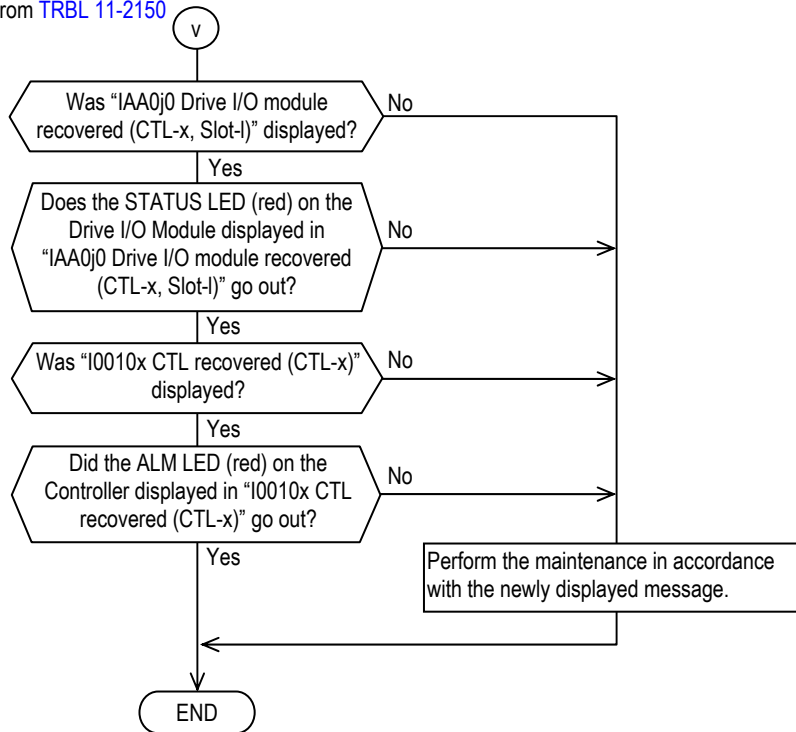 rom TRBL 11-2150
v
Was “IAA0j0 Drive I/O module
recovered (CTL-x, Slot-l)” displayed?
No
Yes
Does the STATUS LED (red) on the
Drive I/O Module displayed in
“IAA0j0 Drive I/O module recovered
(CTL-x, Slot-l)” go out?
No
Yes
Was “I0010x CTL recovered (CTL-x)”
displayed?
No
Yes
Did the ALM LED (red) on the
Controller displayed in “I0010x CTL
recovered (CTL-x)” go out?
No
Yes
Perform the maintenance in accordance
with the newly displayed message.
END